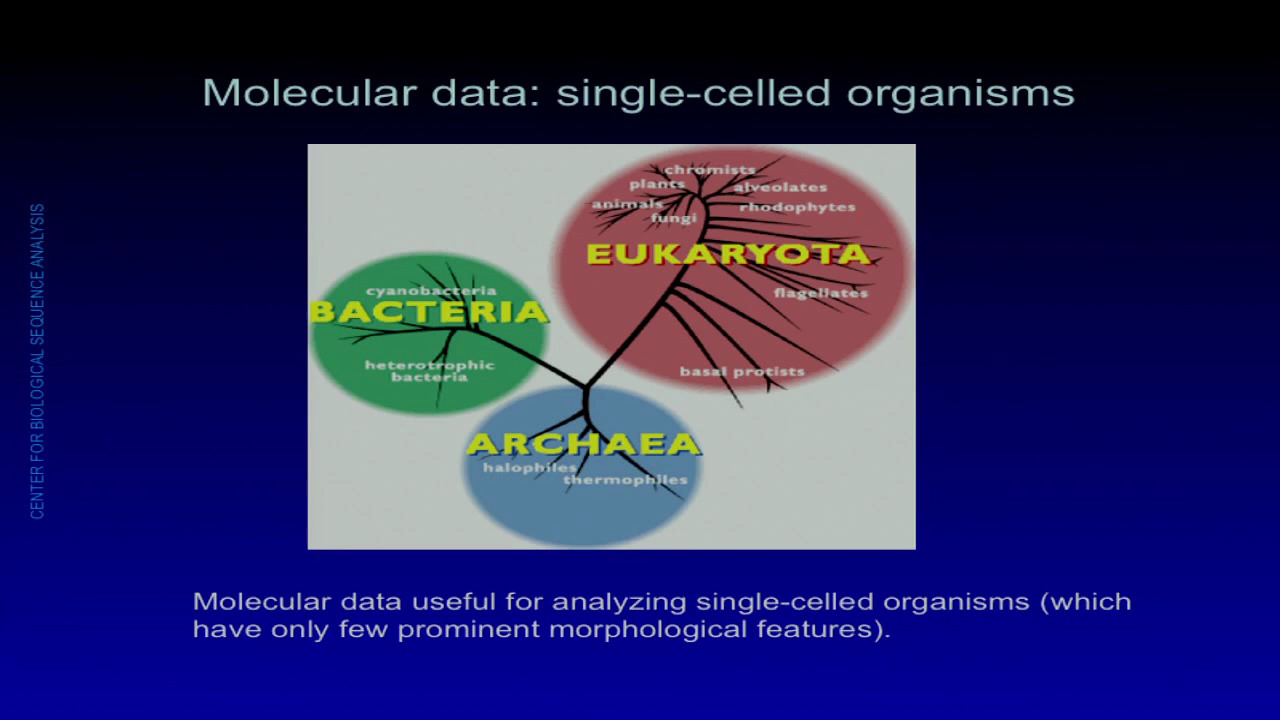 Molecular data: single-celled organisms
CENTER FOR BIOLOGICAL SEQUENCE ANALYSIS
chromists
plants
alveolates
animals
rhodophytes
fungi
EUKARYOTA
flagellates
basal protists
cyanobacteria
BACTERIA
heterotrophic
bacteria
ARCHAEA
halophiles
thermophiles
Molecular data useful for analyzing single-celled organisms (which
have only few prominent morphological features).